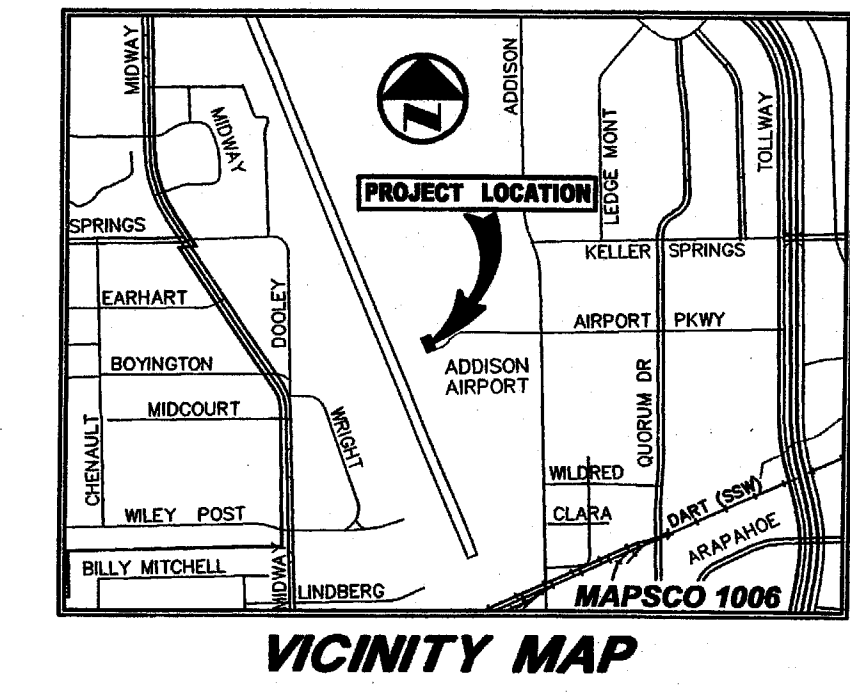 MIDWAY
ADDISON
MIDWAY
N
LEDGE MONT
TOLLWAY
PROJECT LOCATION
SPRINGS
KELLER SPRINGS
EARHART
DOOLEY
AIRPORT PKWY
BOYINGTON
ADDISON
AIRPORT
MIDCOURT
WRIGHT
QUORUM DR
CHENAULT
WILDRED
DART (SSW)
WILEY POST
CLARA
ARAPAHOE
BILLY MITCHELL
MIDWAY
LINDBERG
MAPSCO 1006
VICINITY MAP